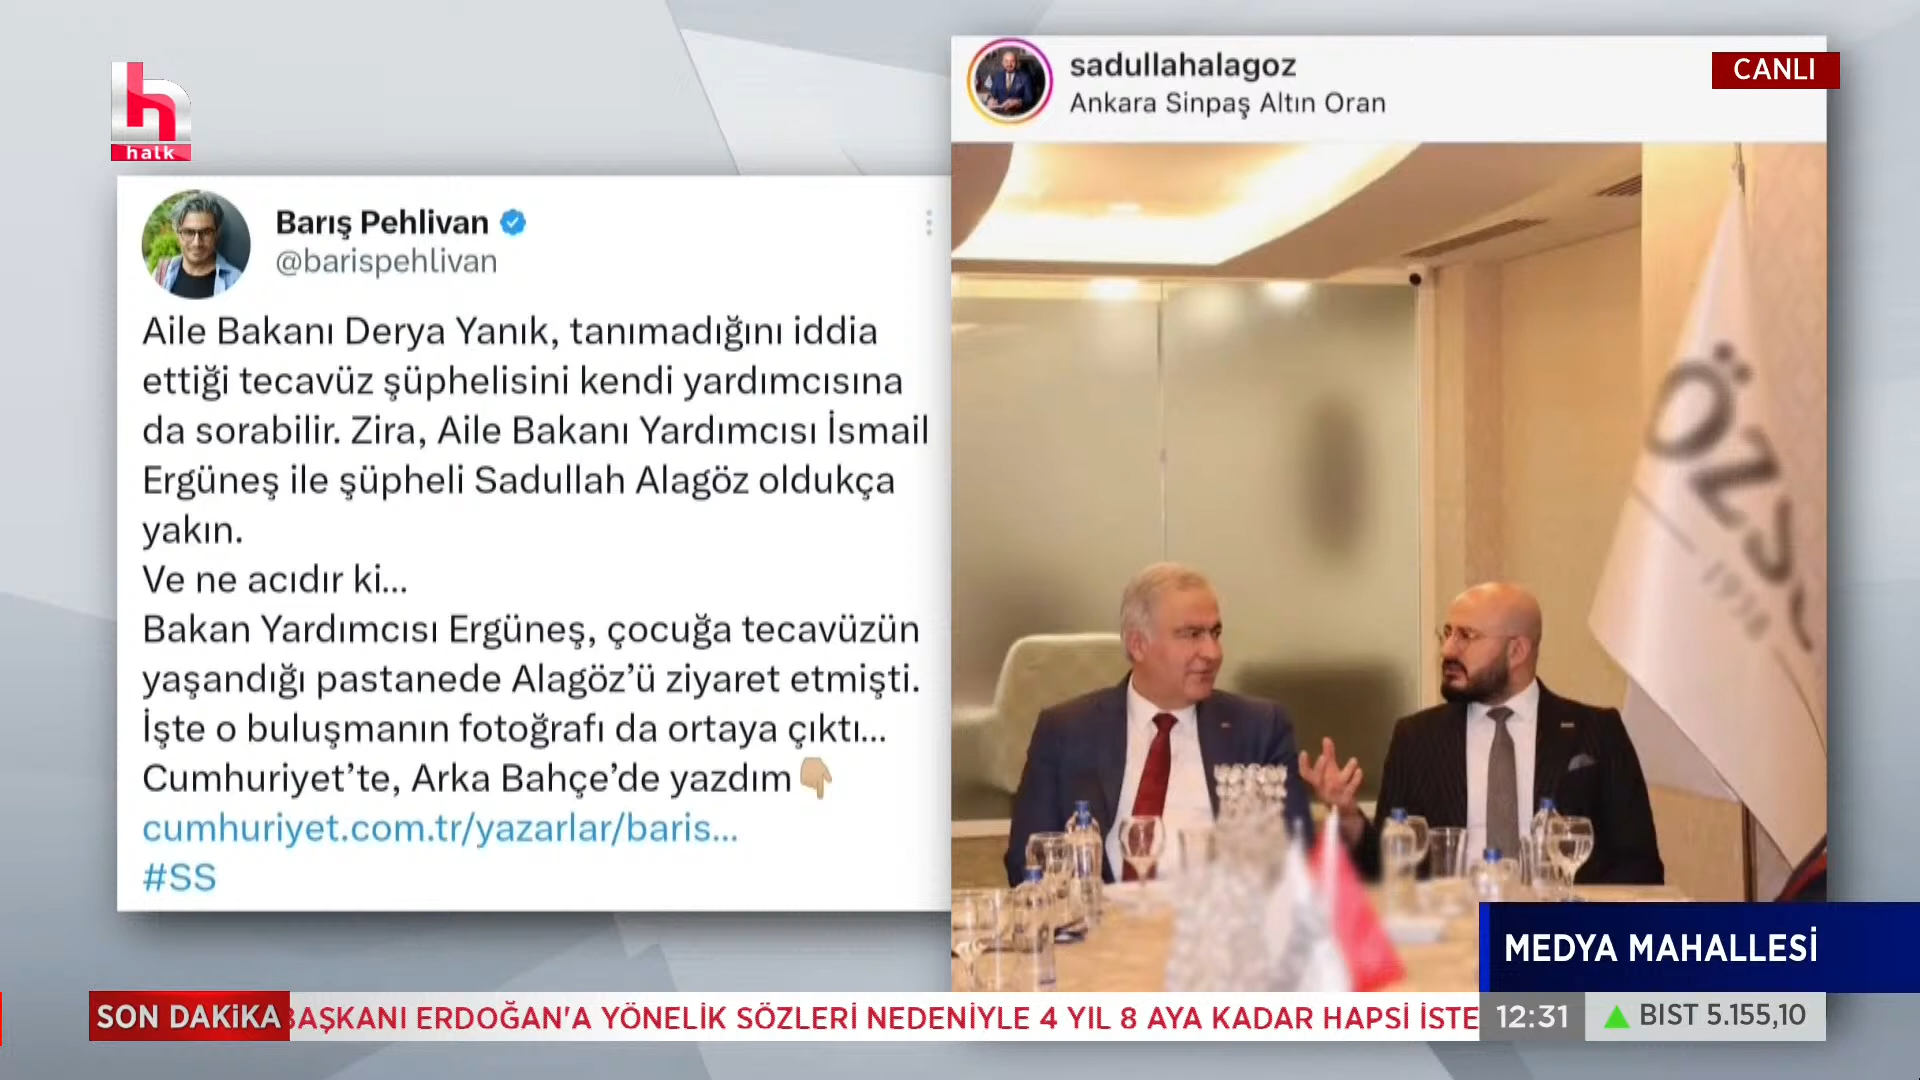 halk
sadullahalagoz
Ankara Sinpaş Altın Oran
CANLI
Barış Pehlivan
@barispehlivan
Aile Bakanı Derya Yanık, tanımadığını iddia
ettiği tecavüz şüphelisini kendi yardımcısına
da sorabilir. Zira, Aile Bakanı Yardımcısı İsmail
Ergüneş ile şüpheli Sadullah Alagöz oldukça
yakın.
Ve ne acıdır ki...
Bakan Yardımcısı Ergüneş, çocuğa tecavüzün
yaşandığı pastanede Alagöz’ü ziyaret etmişti.
İşte o buluşmanın fotoğrafı da ortaya çıktı...
Cumhuriyet’te, Arka Bahçe’de yazdım👇🏼
cumhuriyet.com.tr/yazarlar/baris...
#SS
1938
MEDYA MAHALLESİ
SON DAKiKA
BAŞKANI ERDOĞAN'A YÖNELİK SÖZLERİ NEDENİYLE 4 YIL 8 AYA KADAR HAPSİ İSTE
12:31
BIST 5.155,10